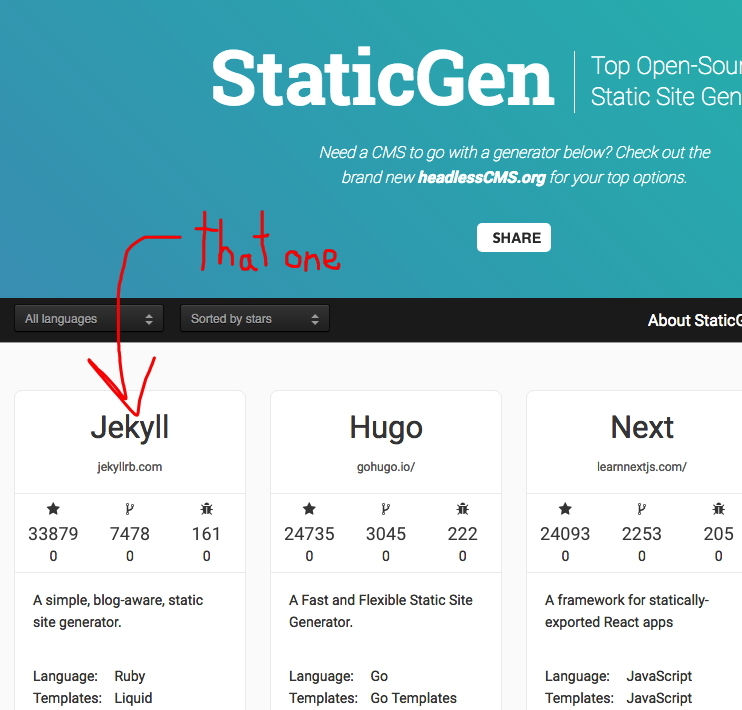 StaticGen
Top Open-Sour
Static Site Gen
Need a CMS to go with a generator below? Check out the
brand new headlessCMS.org for your top options.
SHARE
that one
All languages
Sorted by stars
About StaticG
Jekyll
jekyllrb.com
33879 7478 161
0 0 0
A simple, blog-aware, static
site generator.
Language: Ruby
Templates: Liquid
Hugo
gohugo.io/
24735 3045 222
0 0 0
A Fast and Flexible Static Site
Generator.
Language: Go
Templates: Go Templates
Next
learnnextjs.com/
24093 2253 205
0 0 0
A framework for statically-
exported React apps
Language: JavaScript
Templates: JavaScript